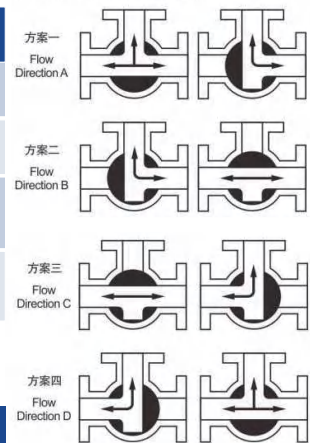 方案一
Flow
Direction A
方案二
Flow
Direction B
方案三
Flow
Direction C
方案四
Flow
Direction D